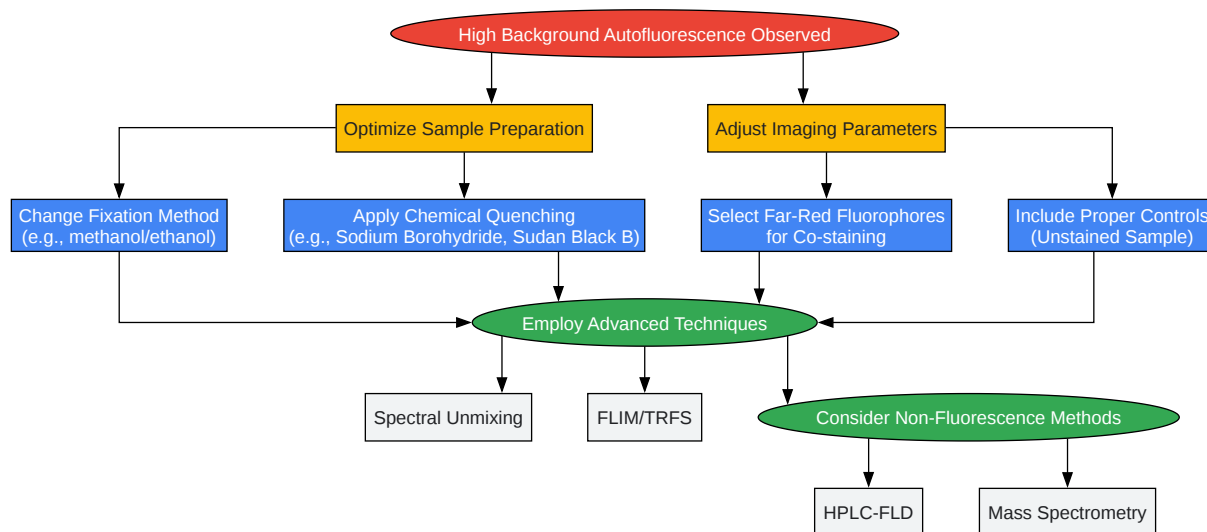 High Background Autofluorescence Observed
Optimize Sample Preparation
Adjust Imaging Parameters
Change Fixation Method
(e.g., methanol/ethanol)
Apply Chemical Quenching
(e.g., Sodium Borohydride, Sudan Black B)
Select Far-Red Fluorophores
for Co-staining
Include Proper Controls
(Unstained Sample)
Employ Advanced Techniques
Spectral Unmixing
FLIM/TRFS
Consider Non-Fluorescence Methods
HPLC-FLD
Mass Spectrometry